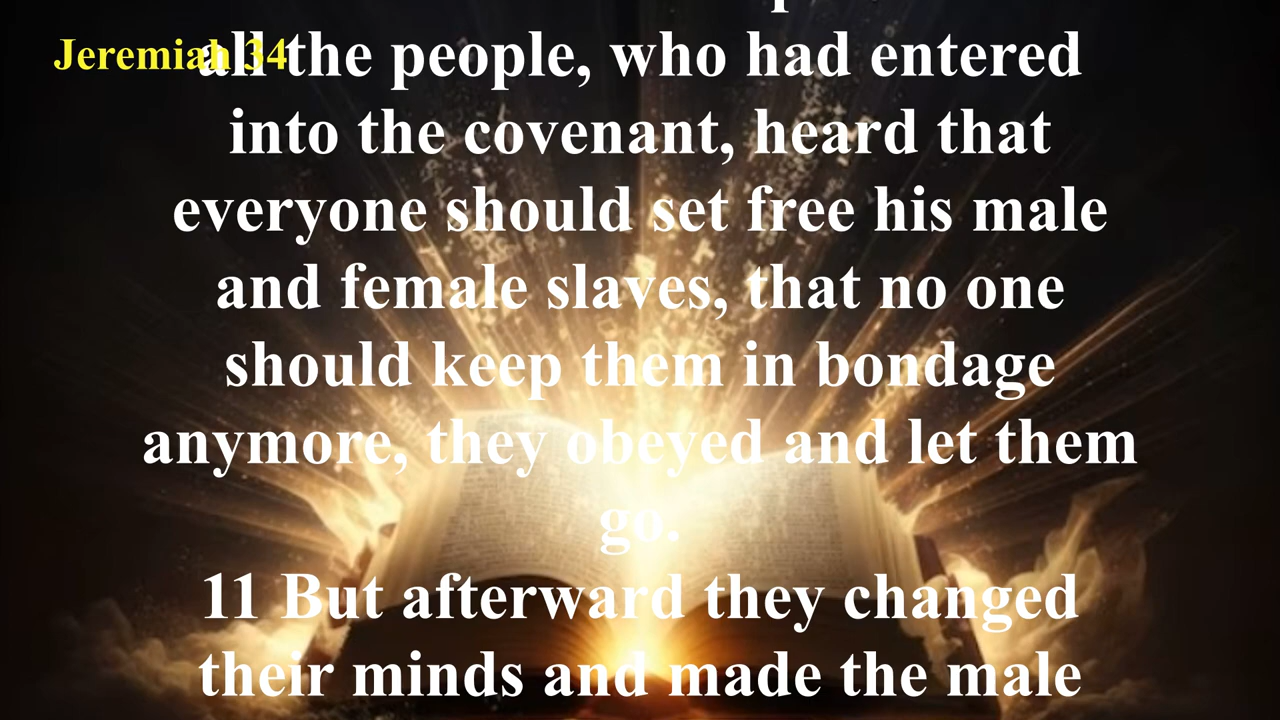 Jeremiah 34
all the people, who had entered
into the covenant, heard that
everyone should set free his male
and female slaves, that no one
should keep them in bondage
anymore, they obeyed and let them
go.
11 But afterward they changed
their minds and made the male